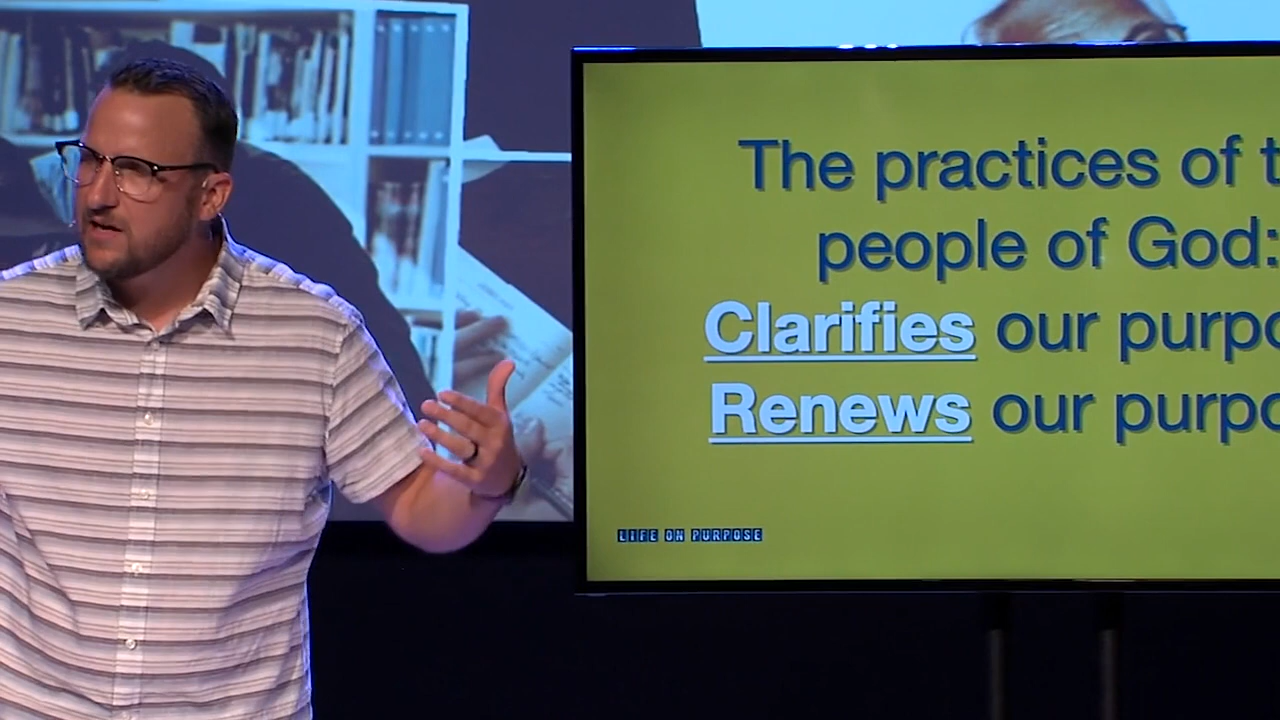 The practices of t
people of God:
Clarifies our purpo
Renews our purpo
LIFE ON PURPOSE